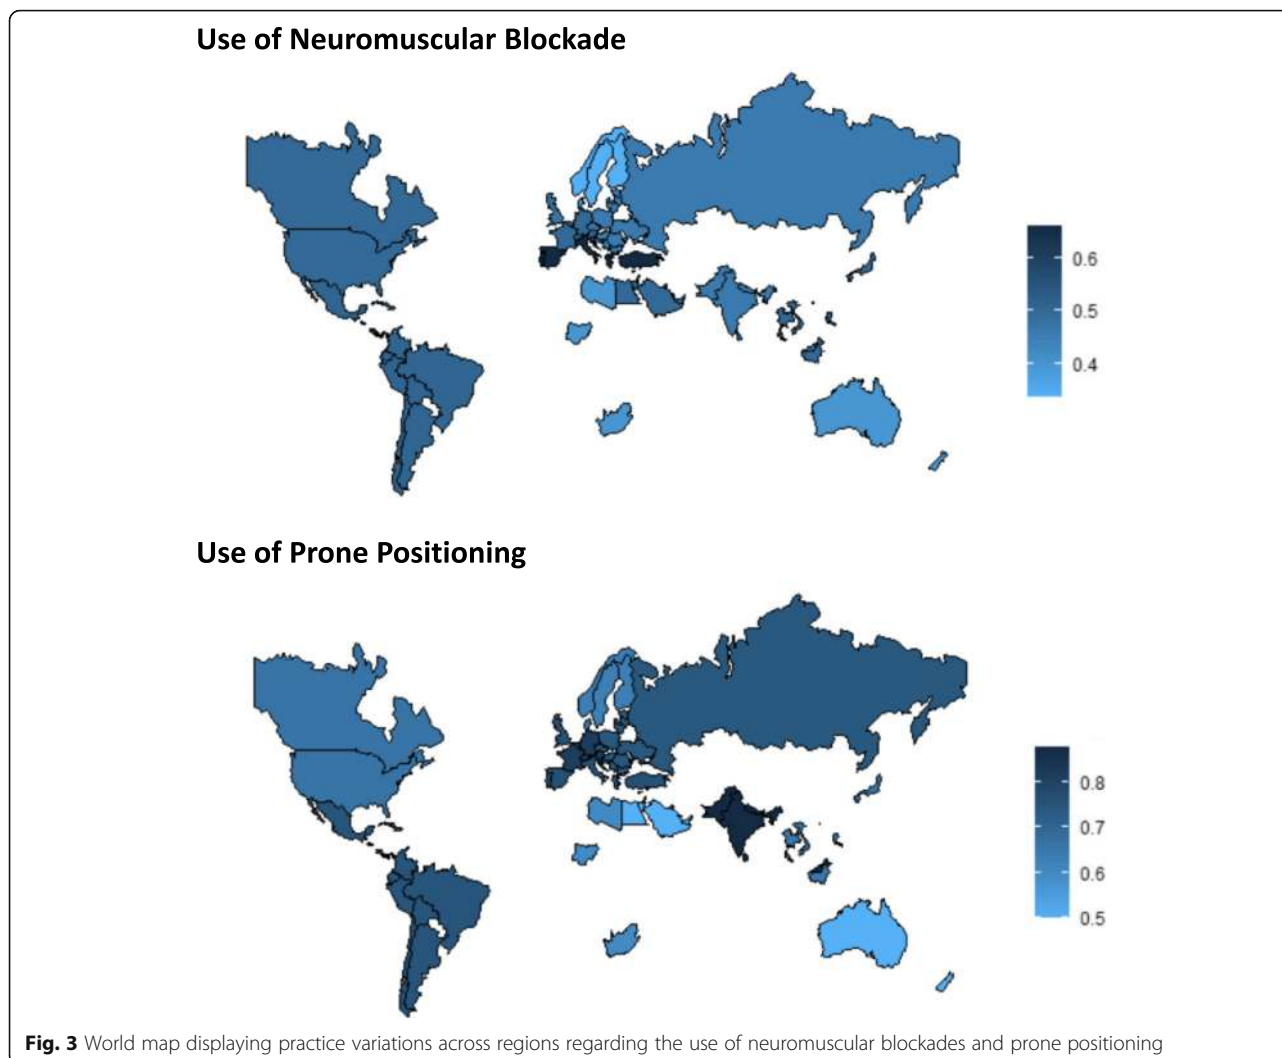 Use of Neuromuscular Blockade
0.6
0.5
0.4
Use of Prone Positioning
0.8
0.7
0.6
0.5
Fig. 3 World map displaying practice variations across regions regarding the use of neuromuscular blockades and prone positioning